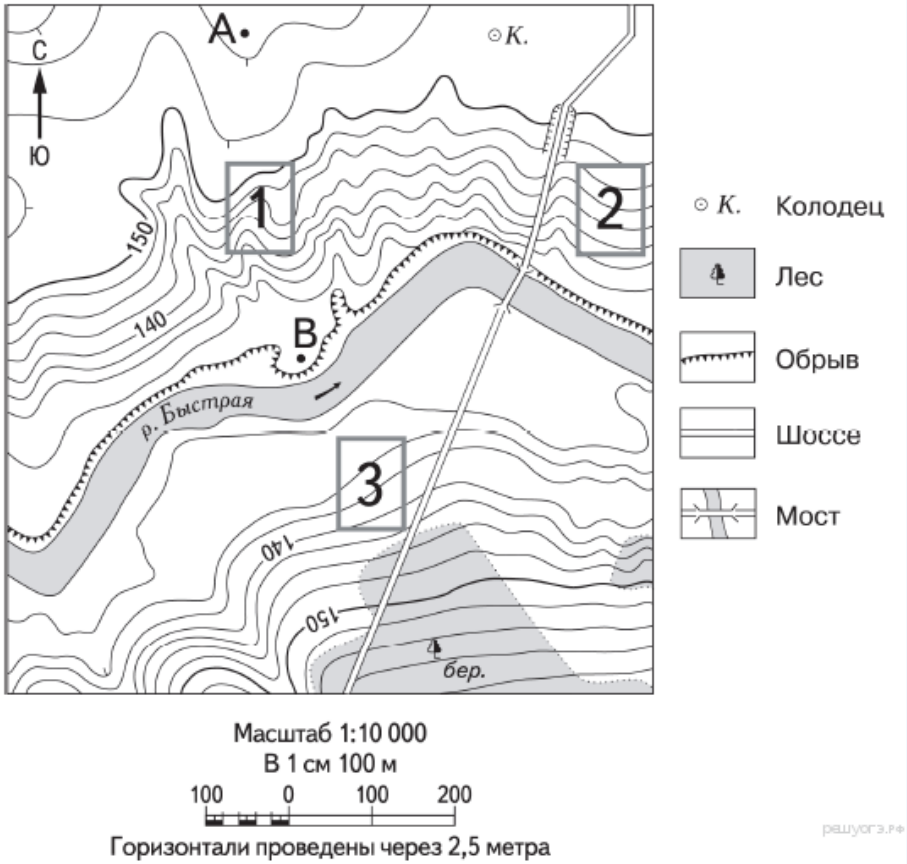 А
К.
С
Ю
1
2
К. Колодец
150
Лес
140
В
Обрыв
р. Быстрая
Шоссе
3
Мост
140
150
бер.
Масштаб 1:10 000
В 1 см 100 м
100 0 100 200
Горизонтали проведены через 2,5 метра
решуогэ.рф